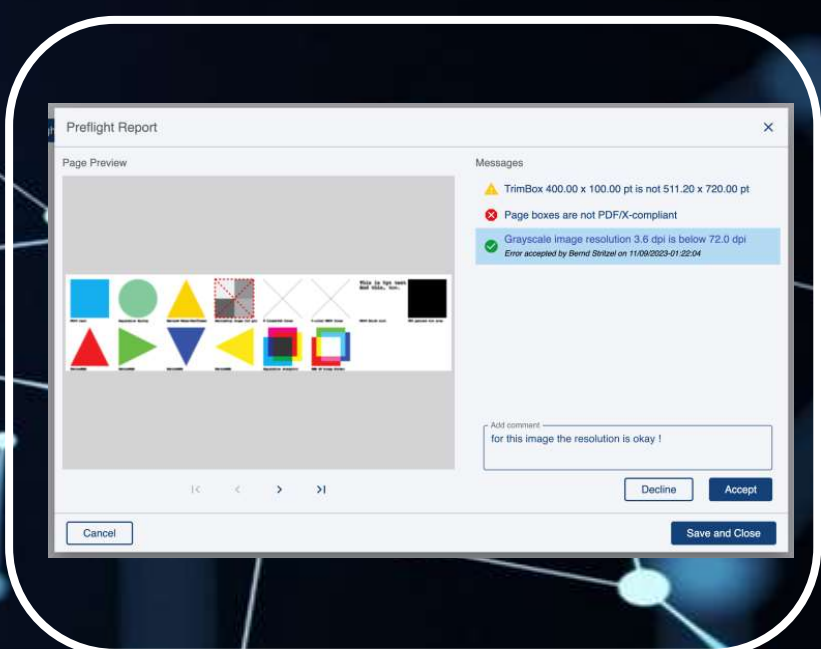 Preflight Report
Page Preview
Messages
TrimBox 400.00 x 100.00 pt is not 511.20 x 720.00 pt
Page boxes are not PDF/X-compliant
Grayscale image resolution 3.6 dpi is below 72.0 dpi
Error accepted by Bernd Stritzel on 11/09/2023-01:22:04
Add comment
for this image the resolution is okay !
Decline
Accept
Cancel
Save and Close